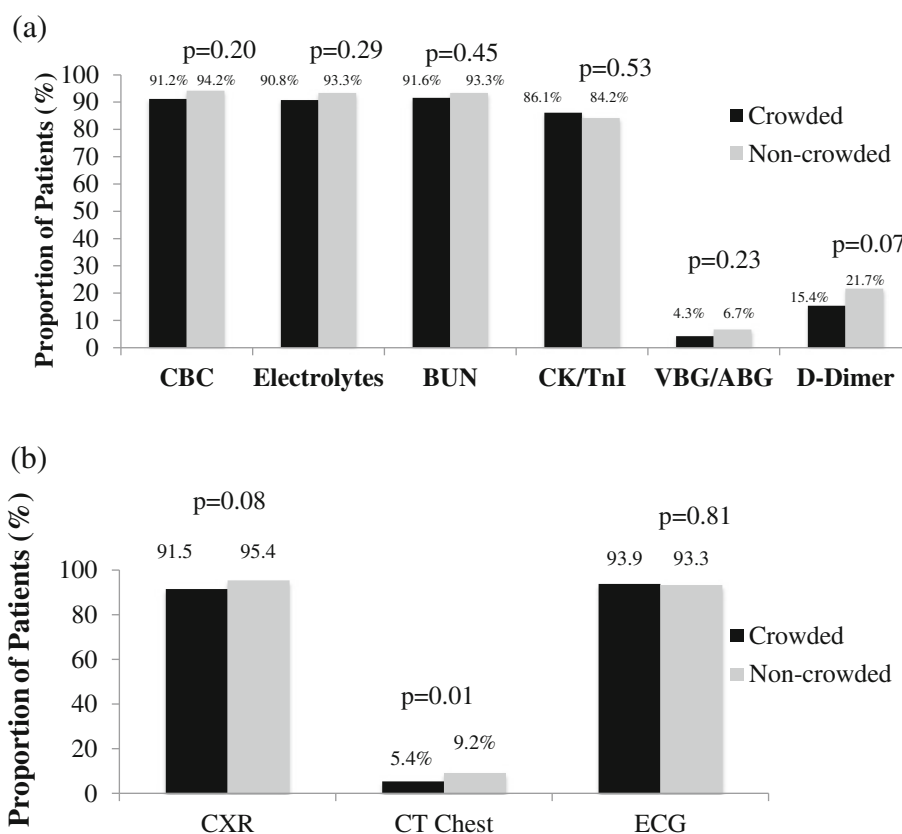 (a)
p=0.20 p=0.29 p=0.45 p=0.53
91.2% 94.2% 90.8% 93.3% 91.6% 93.3% 86.1% 84.2%
Crowded
Non-crowded
p=0.23 p=0.07
4.3% 6.7% 15.4% 21.7%
Proportion of Patients (%)
100
90
80
70
60
50
40
30
20
10
0
CBC Electrolytes BUN CK/TnI VBG/ABG D-Dimer
(b)
p=0.08 p=0.81
91.5 95.4 93.9 93.3
p=0.01
5.4% 9.2%
Crowded
Non-crowded
Proportion of Patients (%)
100
80
60
40
20
0
CXR CT Chest ECG